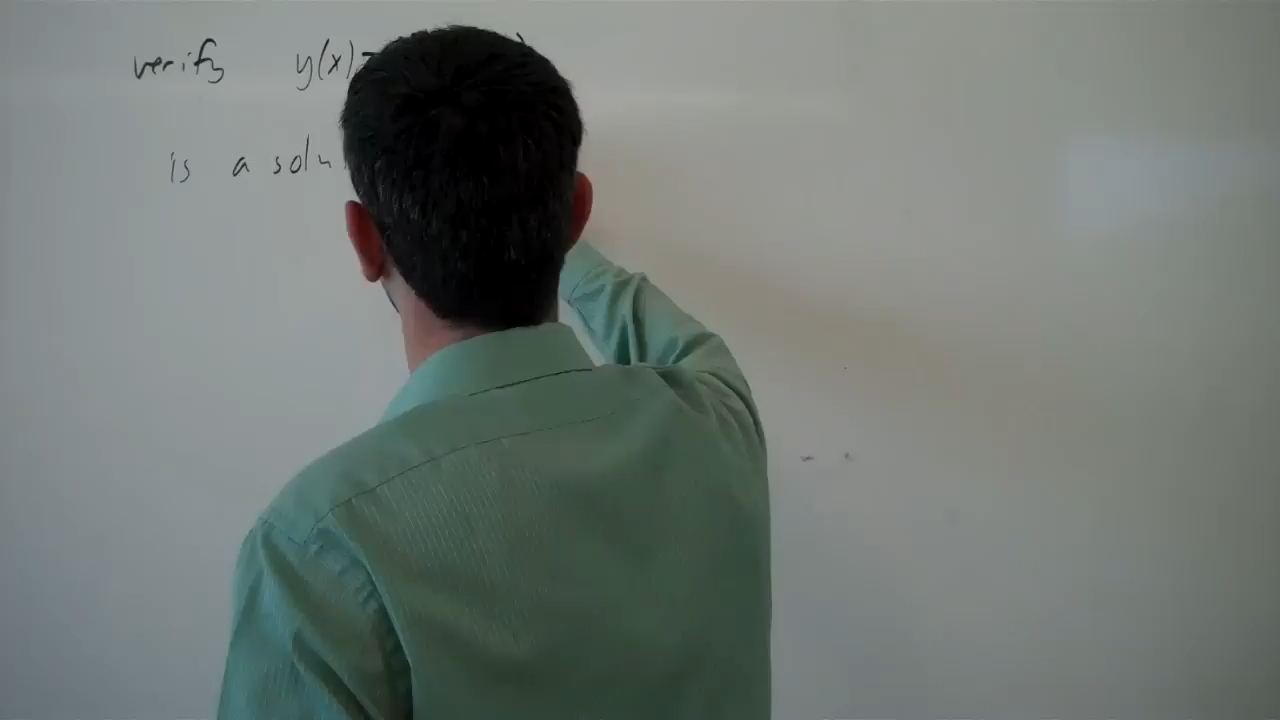 verify y(x)=
is a solu